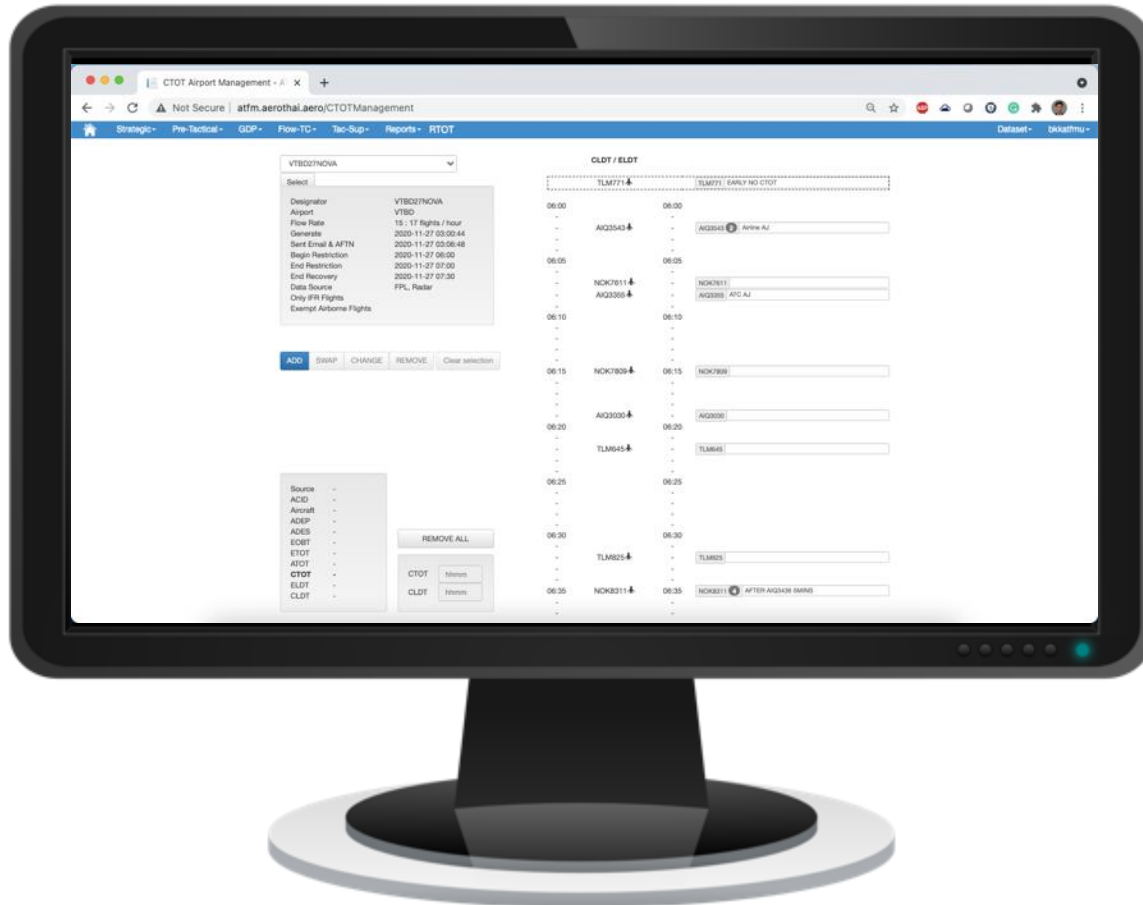 CTOT Airport Management - A
Not Secure | atfm.aerothai.aero/CTOTManagement
Strategic Pre-Tactical GDP Flow-TC Tac-Sup Reports RTOT Dataset bkkatfmu
VTBD27NOVA
Select
Designator VTBD27NOVA
Airport VTBD
Flow Rate 15 : 17 flights / hour
Generate 2020-11-27 03:00:44
Sent Email & AFTN 2020-11-27 03:06:48
Begin Restriction 2020-11-27 06:00
End Restriction 2020-11-27 07:00
End Recovery 2020-11-27 07:30
Data Source FPL, Radar
Only IFR Flights
Exempt Airborne Flights
ADD SWAP CHANGE REMOVE Clear selection
Source -
ACID -
Aircraft -
ADEP -
ADES -
EOBT -
ETOT -
ATOT -
CTOT -
ELDT -
CLDT -
REMOVE ALL
CTOT hhmm
CLDT hhmm
CLDT / ELDT
TLM771 TLM771 EARLY NO CTOT
06:00 06:00
AIQ3543 AIQ3543 Airline AJ
06:05 06:05
NOK7611 NOK7611
AIQ3355 AIQ3355 ATC AJ
06:10 06:10
06:15 NOK7809 06:15 NOK7809
AIQ3030 AIQ3030
06:20 06:20
TLM645 TLM645
06:25 06:25
06:30 06:30
TLM825 TLM825
06:35 NOK8311 06:35 NOK8311 4 AFTER AIQ3436 5MINS